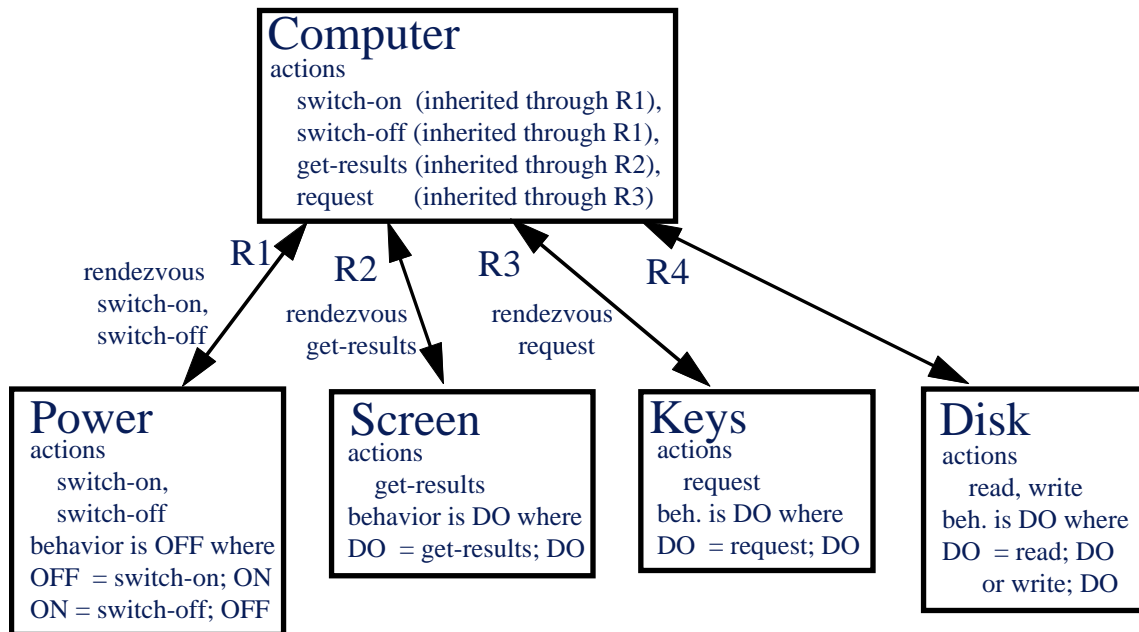 Computer
actions
switch-on (inherited through R1),
switch-off (inherited through R1),
get-results (inherited through R2),
request (inherited through R3)
R1
rendezvous
switch-on,
switch-off
R2
rendezvous
get-results
R3
rendezvous
request
R4
Power
actions
switch-on,
switch-off
behavior is OFF where
OFF = switch-on; ON
ON = switch-off; OFF
Screen
actions
get-results
behavior is DO where
DO = get-results; DO
Keys
actions
request
beh. is DO where
DO = request; DO
Disk
actions
read, write
beh. is DO where
DO = read; DO
or write; DO